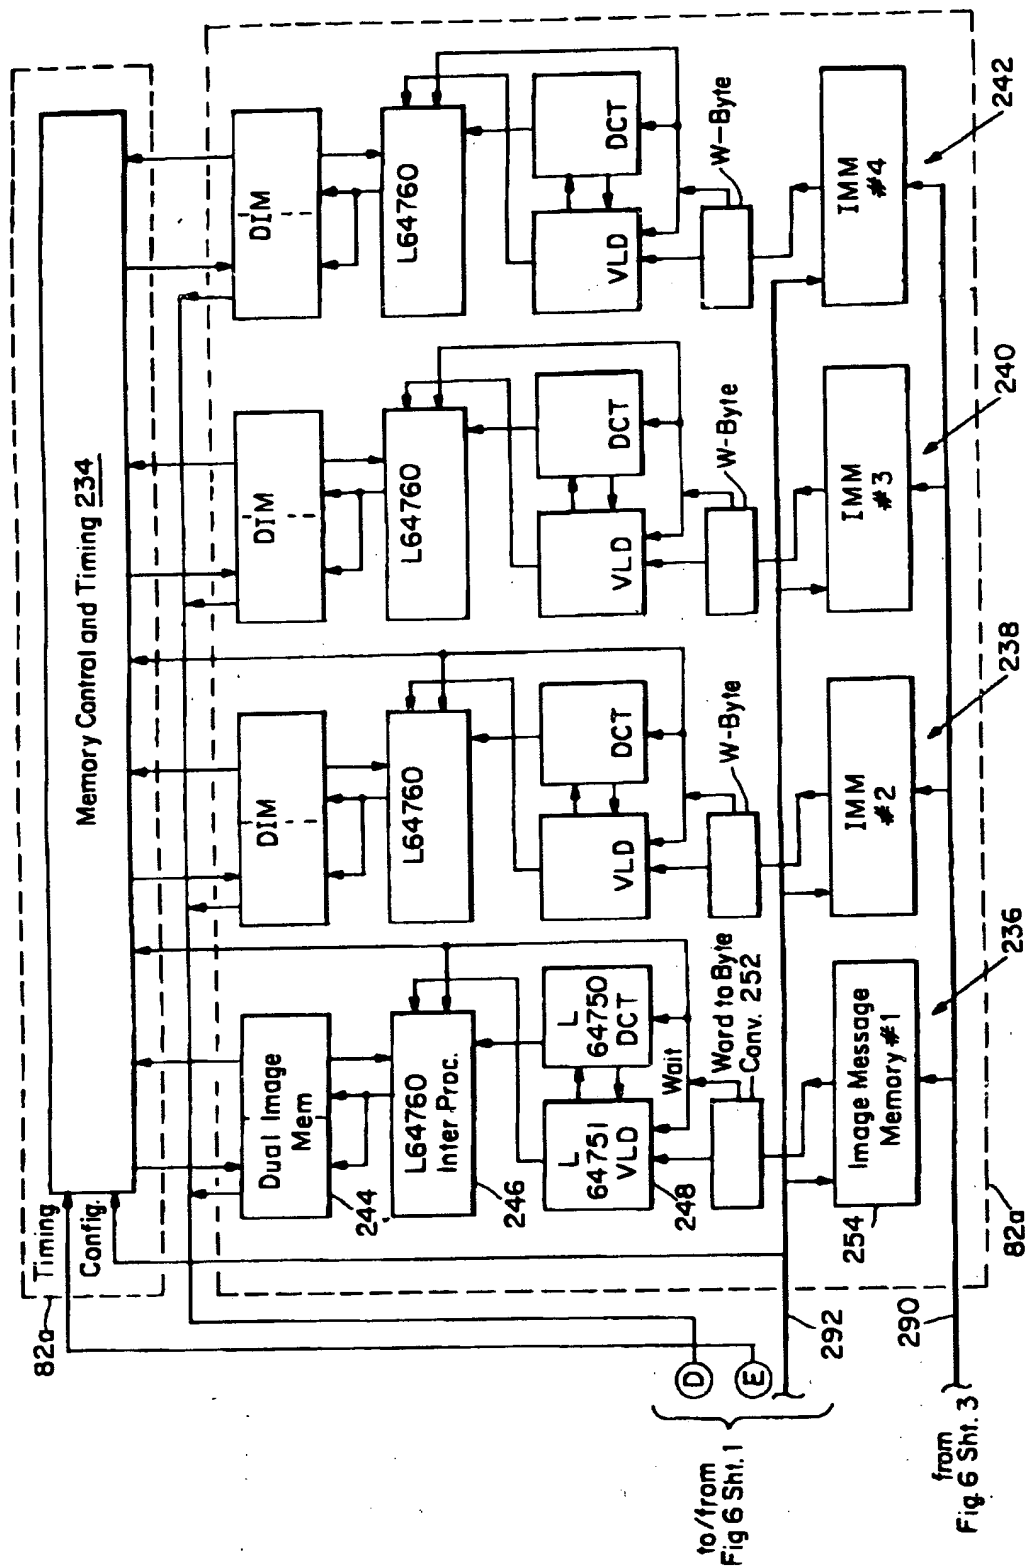 82a
Timing
Config.
Memory Control and Timing 234
Dual Image
Mem
244
DIM
DIM
DIM
L64760
Inter Proc.
246
L64760
L64760
L64760
L
64751
VLD
248
L
64750
DCT
VLD
DCT
VLD
DCT
VLD
DCT
Wait
Word to Byte
Conv. 252
W-Byte
W-Byte
W-Byte
D
E
to/from
Fig 6 Sht. 1
292
Image Message
Memory #1
254
236
IMM
#2
238
IMM
#3
240
IMM
#4
242
290
from
Fig. 6 Sht. 3
82a